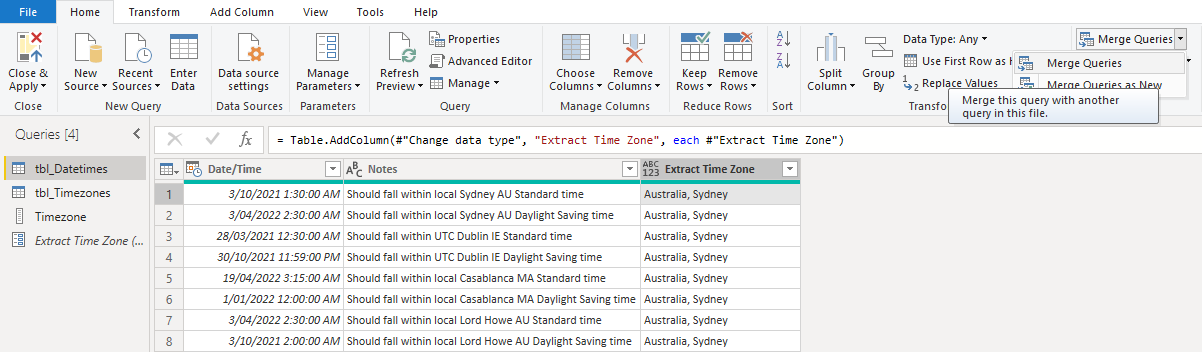 File Home Transform Add Column View Tools Help
Close & Apply
New Source
Recent Sources
Enter Data
Data source settings
Manage Parameters
Refresh Preview
Properties
Advanced Editor
Manage
Choose Columns
Remove Columns
Keep Rows
Remove Rows
A Z
Z A
Split Column
Group By
Data Type: Any
Use First Row as H
1 2 Replace Values
Merge Queries
Merge Queries
Merge Queries as New
Merge this query with another
query in this file.
Close New Query Data Sources Parameters Query Manage Columns Reduce Rows Sort Transf
Queries [4]
tbl_Datetimes
tbl_Timezones
Timezone
Extract Time Zone (...
fx = Table.AddColumn(#"Change data type", "Extract Time Zone", each #"Extract Time Zone")
Date/Time ABC Notes ABC 123 Extract Time Zone
1 3/10/2021 1:30:00 AM Should fall within local Sydney AU Standard time Australia, Sydney
2 3/04/2022 2:30:00 AM Should fall within local Sydney AU Daylight Saving time Australia, Sydney
3 28/03/2021 12:30:00 AM Should fall within UTC Dublin IE Standard time Australia, Sydney
4 30/10/2021 11:59:00 PM Should fall within UTC Dublin IE Daylight Saving time Australia, Sydney
5 19/04/2022 3:15:00 AM Should fall within local Casablanca MA Standard time Australia, Sydney
6 1/01/2022 12:00:00 AM Should fall within local Casablanca MA Daylight Saving time Australia, Sydney
7 3/04/2022 2:30:00 AM Should fall within local Lord Howe AU Standard time Australia, Sydney
8 3/10/2021 2:00:00 AM Should fall within local Lord Howe AU Daylight Saving time Australia, Sydney